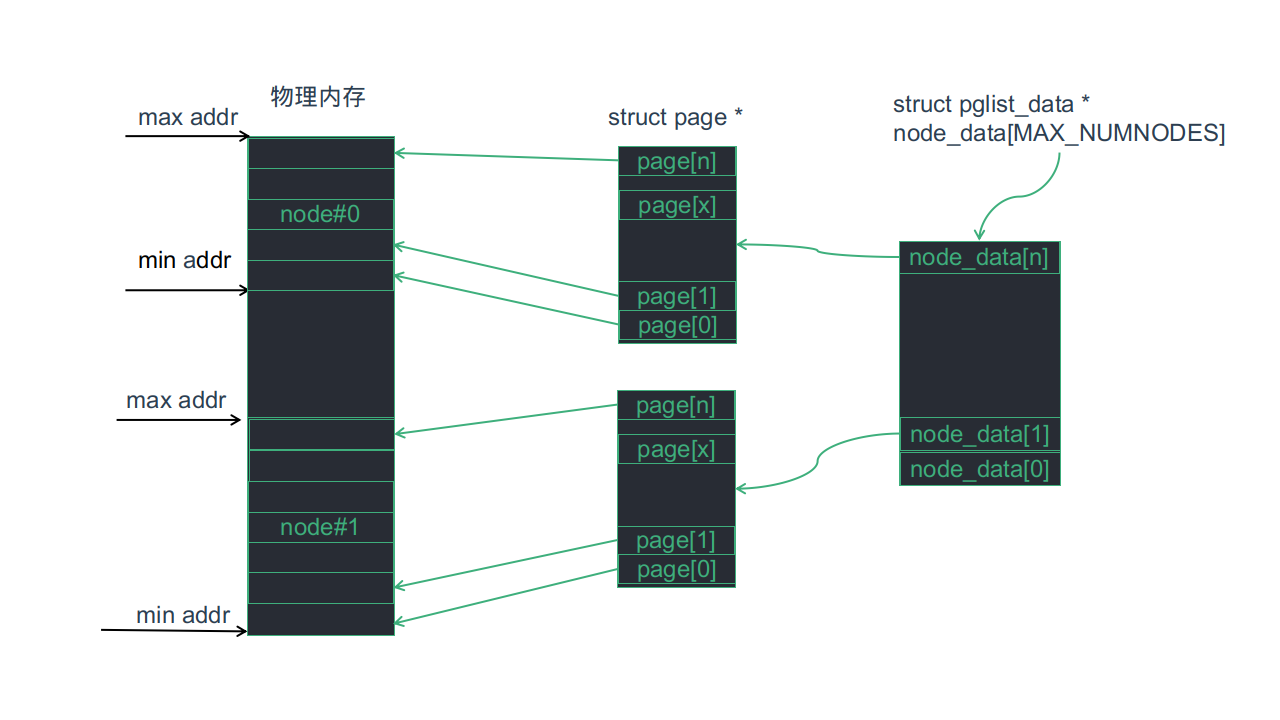 物理内存
max addr
node#0
min addr
max addr
node#1
min addr
struct page *
page[n]
page[x]
page[1]
page[0]
page[n]
page[x]
page[1]
page[0]
struct pglist_data *
node_data[MAX_NUMNODES]
node_data[n]
node_data[1]
node_data[0]